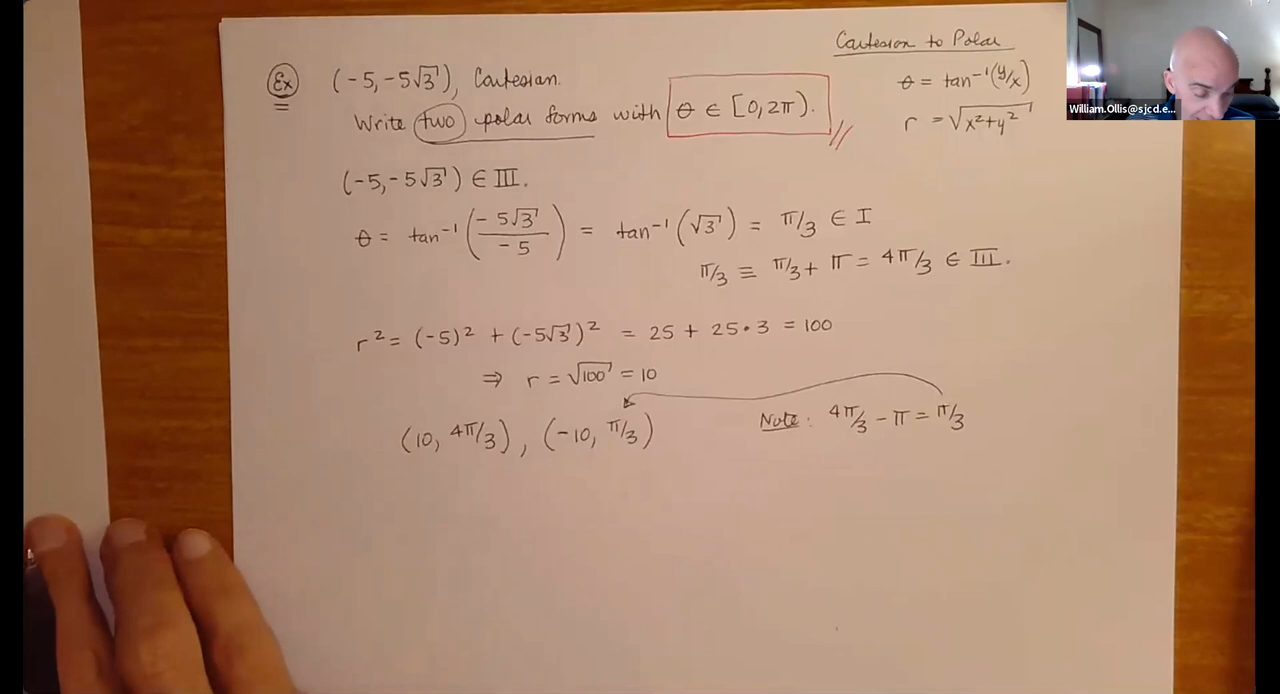 Cartesian to Polar
θ = tan⁻¹(y/x)
r = √(x²+y²)
William.Ollis@sjcd.e...
Ex (-5, -5√3), Cartesian.
Write two polar forms with θ ∈ [0, 2π).
(-5, -5√3) ∈ III.
θ = tan⁻¹(-5√3/-5) = tan⁻¹(√3) = π/3 ∈ I
π/3 ≡ π/3 + π = 4π/3 ∈ III.
r² = (-5)² + (-5√3)² = 25 + 25·3 = 100
⇒ r = √100 = 10
(10, 4π/3), (-10, π/3)
Note: 4π/3 - π = π/3